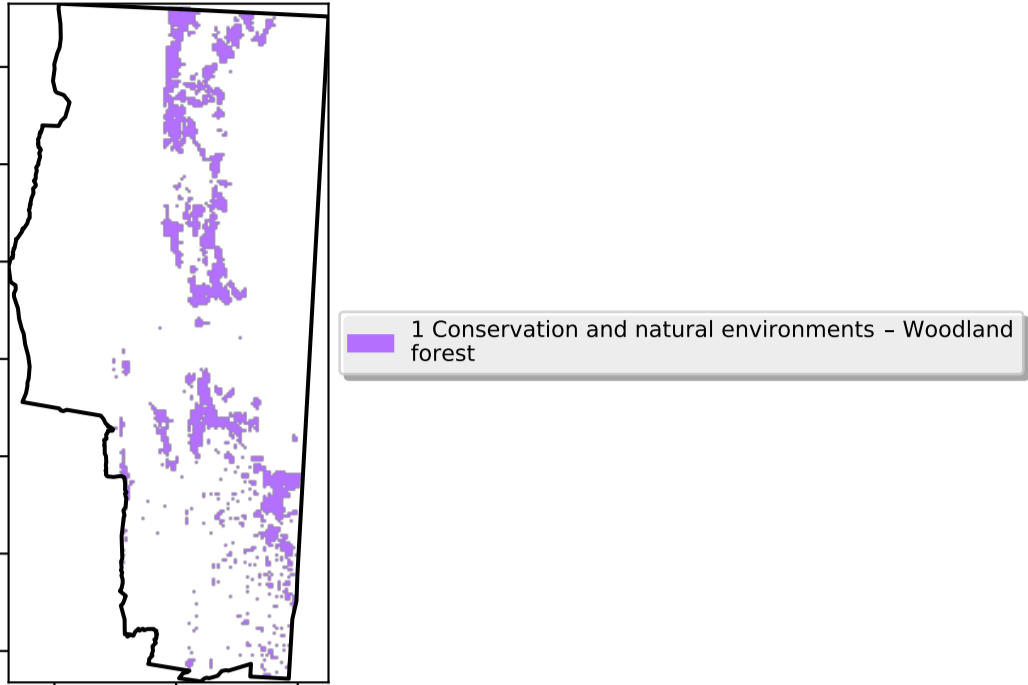 1 Conservation and natural environments – Woodland
forest